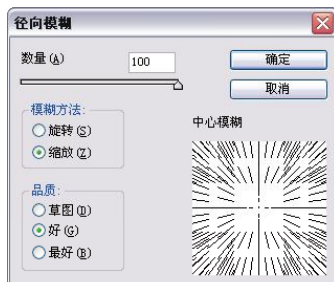 径向模糊
数量(A) 100
确定
取消
模糊方法:
旋转(S)
缩放(Z)
中心模糊
品质:
草图(D)
好(G)
最好(B)